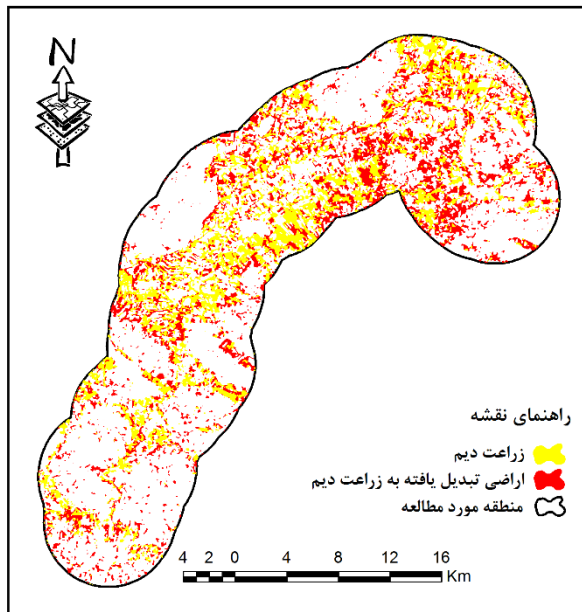 N
راهنمای نقشه
زراعت دیم
اراضی تبدیل یافته به زراعت دیم
منطقه مورد مطالعه
4 2 0 4 8 12 16
Km